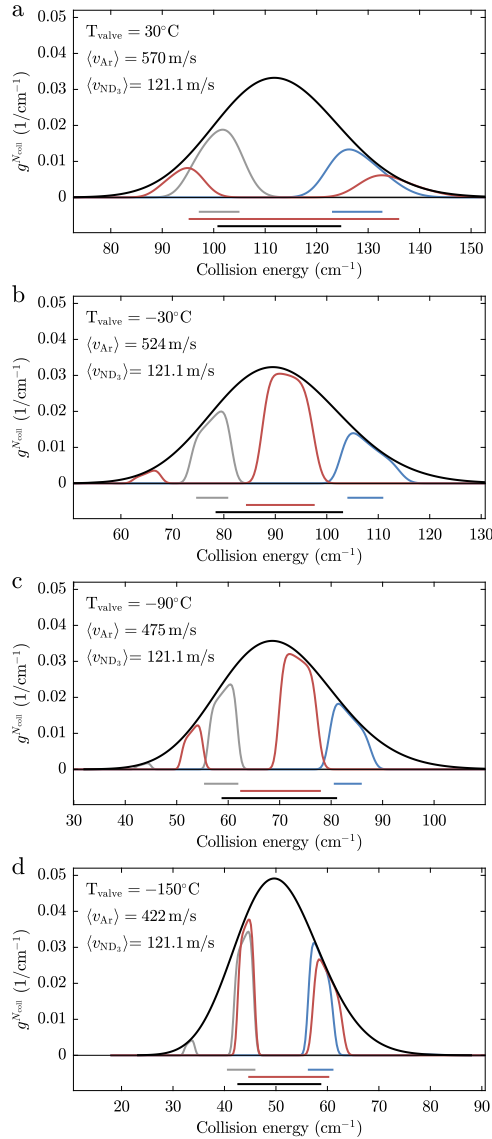 a
0.05
0.04
0.03
0.02
0.01
0
g^{N_coll} (1/cm⁻¹)
T_valve = 30°C
⟨v_Ar⟩ = 570 m/s
⟨v_ND₃⟩= 121.1 m/s
80 90 100 110 120 130 140 150
Collision energy (cm⁻¹)
b
0.05
0.04
0.03
0.02
0.01
0
g^{N_coll} (1/cm⁻¹)
T_valve = −30°C
⟨v_Ar⟩ = 524 m/s
⟨v_ND₃⟩= 121.1 m/s
60 70 80 90 100 110 120 130
Collision energy (cm⁻¹)
c
0.05
0.04
0.03
0.02
0.01
0
g^{N_coll} (1/cm⁻¹)
T_valve = −90°C
⟨v_Ar⟩ = 475 m/s
⟨v_ND₃⟩= 121.1 m/s
30 40 50 60 70 80 90 100
Collision energy (cm⁻¹)
d
0.05
0.04
0.03
0.02
0.01
0
g^{N_coll} (1/cm⁻¹)
T_valve = −150°C
⟨v_Ar⟩ = 422 m/s
⟨v_ND₃⟩= 121.1 m/s
20 30 40 50 60 70 80 90
Collision energy (cm⁻¹)